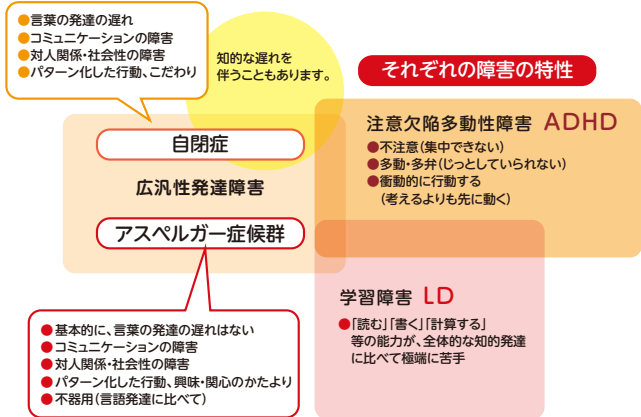 ●言葉の発達の遅れ
●コミュニケーションの障害
●対人関係・社会性の障害
●パターン化した行動、こだわり
知的な遅れを
伴うこともあります。
それぞれの障害の特性
自閉症
広汎性発達障害
アスペルガー症候群
注意欠陥多動性障害 ADHD
●不注意(集中できない)
●多動・多弁(じっとしていられない)
●衝動的に行動する
(考えるよりも先に動く)
●基本的に、言葉の発達の遅れはない
●コミュニケーションの障害
●対人関係・社会性の障害
●パターン化した行動、興味・関心のかたより
●不器用(言語発達に比べて)
学習障害 LD
●「読む」「書く」「計算する」
等の能力が、全体的な知的発達
に比べて極端に苦手